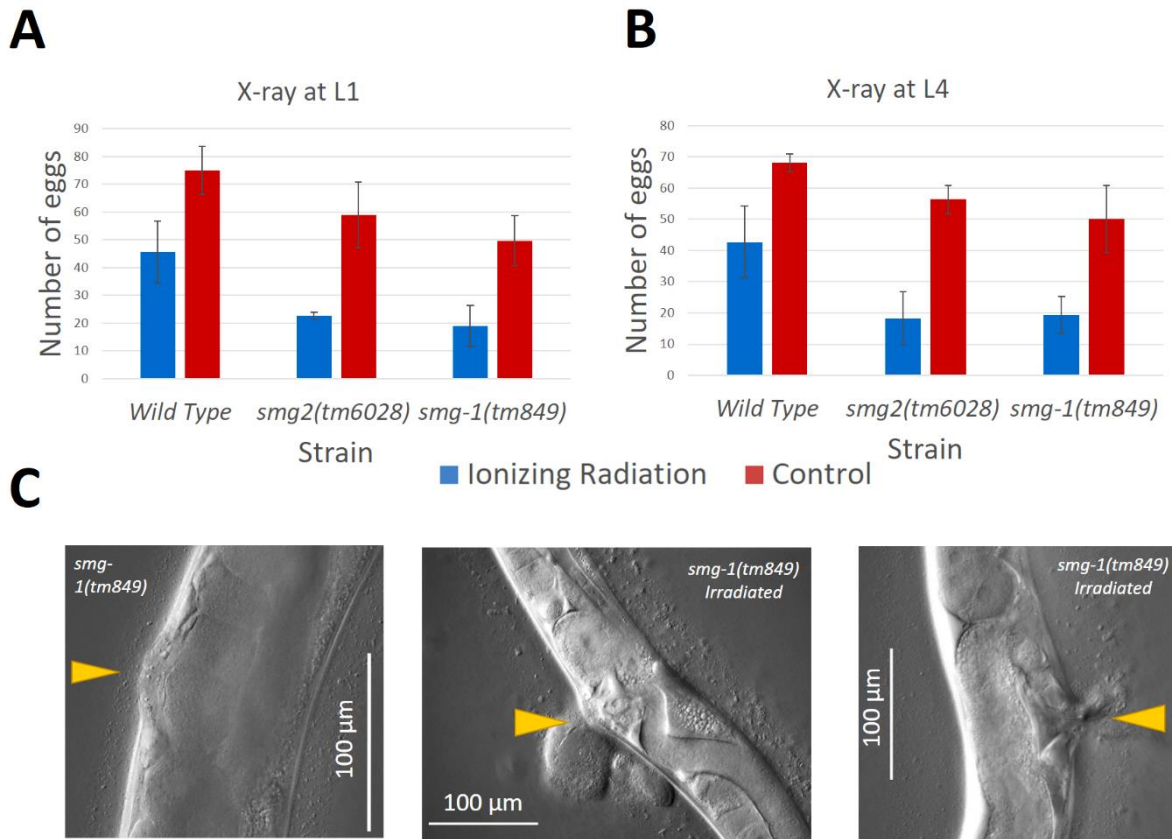 A
X-ray at L1
Number of eggs
90
80
70
60
50
40
30
20
10
0
Wild Type smg2(tm6028) smg-1(tm849)
Strain
B
X-ray at L4
Number of eggs
80
70
60
50
40
30
20
10
0
Wild Type smg2(tm6028) smg-1(tm849)
Strain
Ionizing Radiation Control
C
smg-
1(tm849)
100 µm
smg-1(tm849)
Irradiated
100 µm
smg-1(tm849)
Irradiated
100 µm